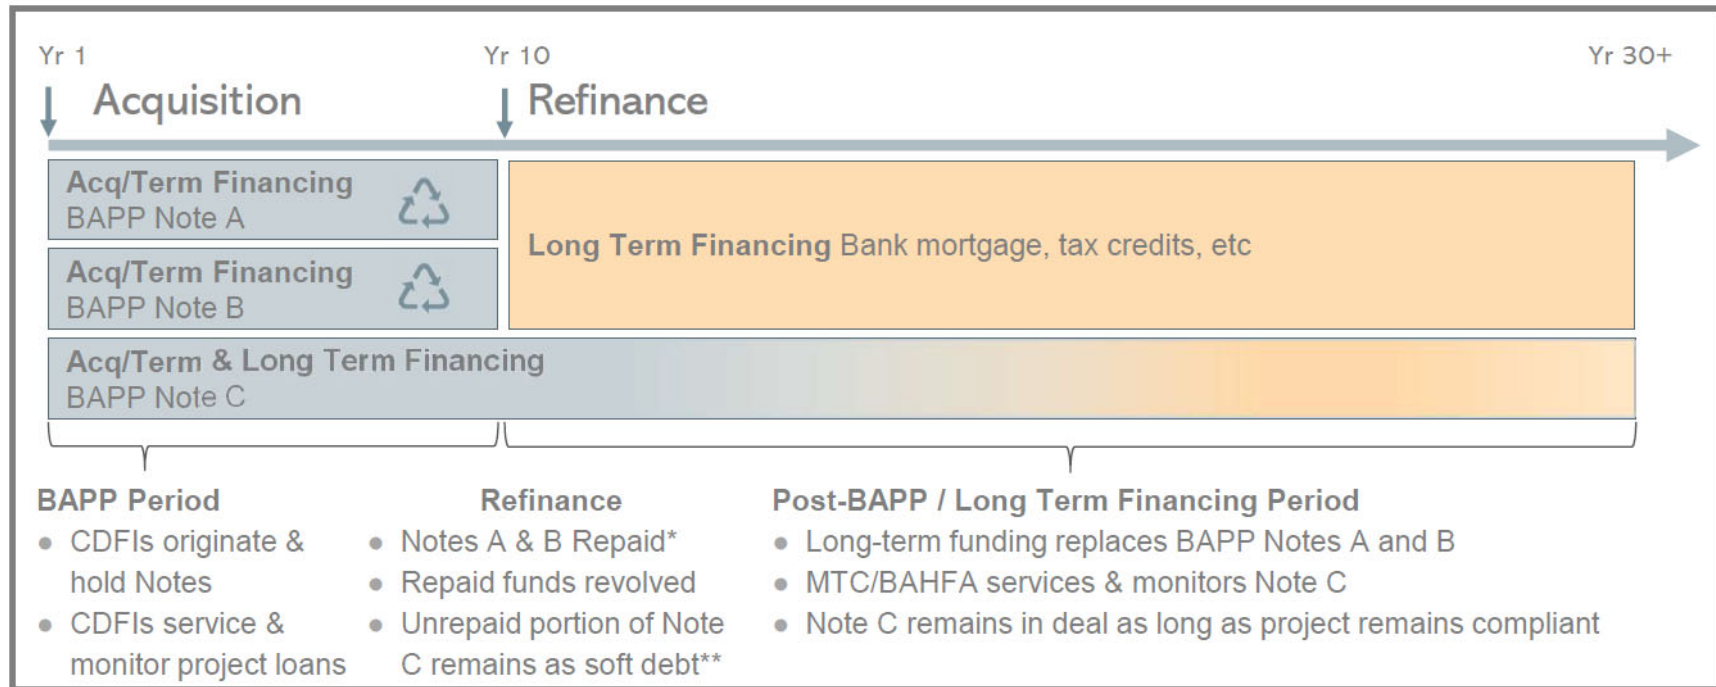 Yr 1
Yr 10
Yr 30+
Acquisition
Refinance
Acq/Term Financing
BAPP Note A
Acq/Term Financing
BAPP Note B
Long Term Financing Bank mortgage, tax credits, etc
Acq/Term & Long Term Financing
BAPP Note C
BAPP Period
● CDFIs originate &
hold Notes
● CDFIs service &
monitor project loans
Refinance
● Notes A & B Repaid*
● Repaid funds revolved
● Unrepaid portion of Note
C remains as soft debt**
Post-BAPP / Long Term Financing Period
● Long-term funding replaces BAPP Notes A and B
● MTC/BAHFA services & monitors Note C
● Note C remains in deal as long as project remains compliant